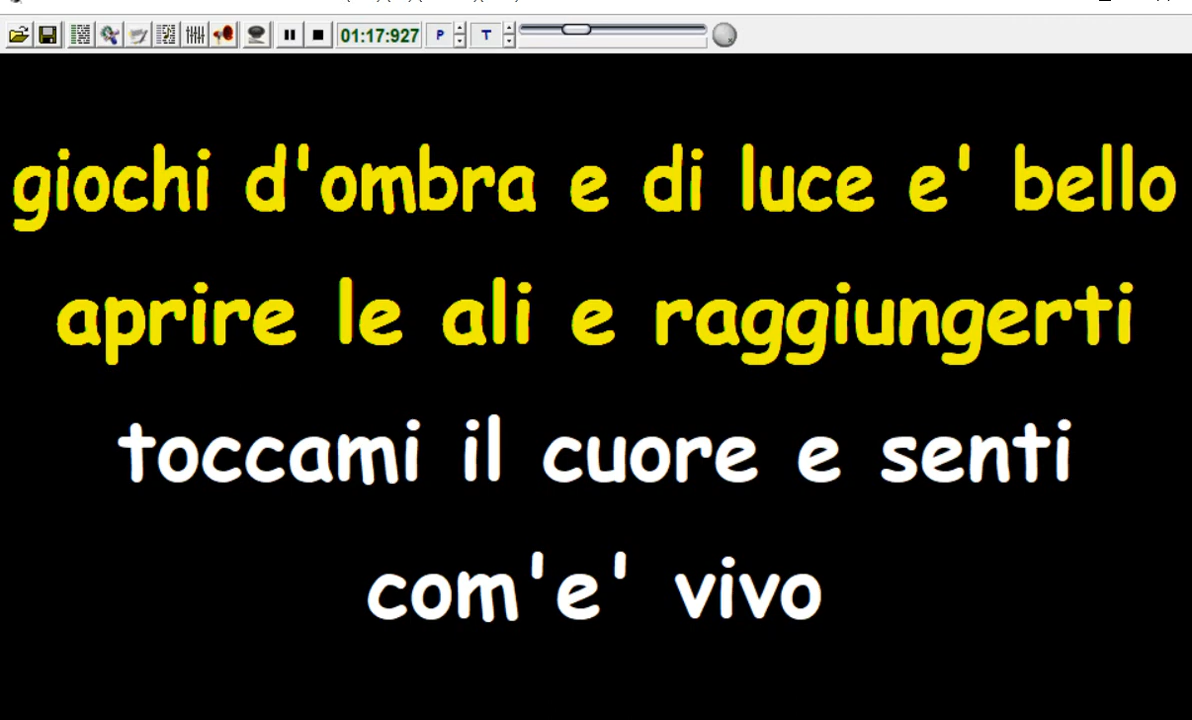 01:17:927 P T
giochi d'ombra e di luce e' bello
aprire le ali e raggiungerti
toccami il cuore e senti
com'e' vivo